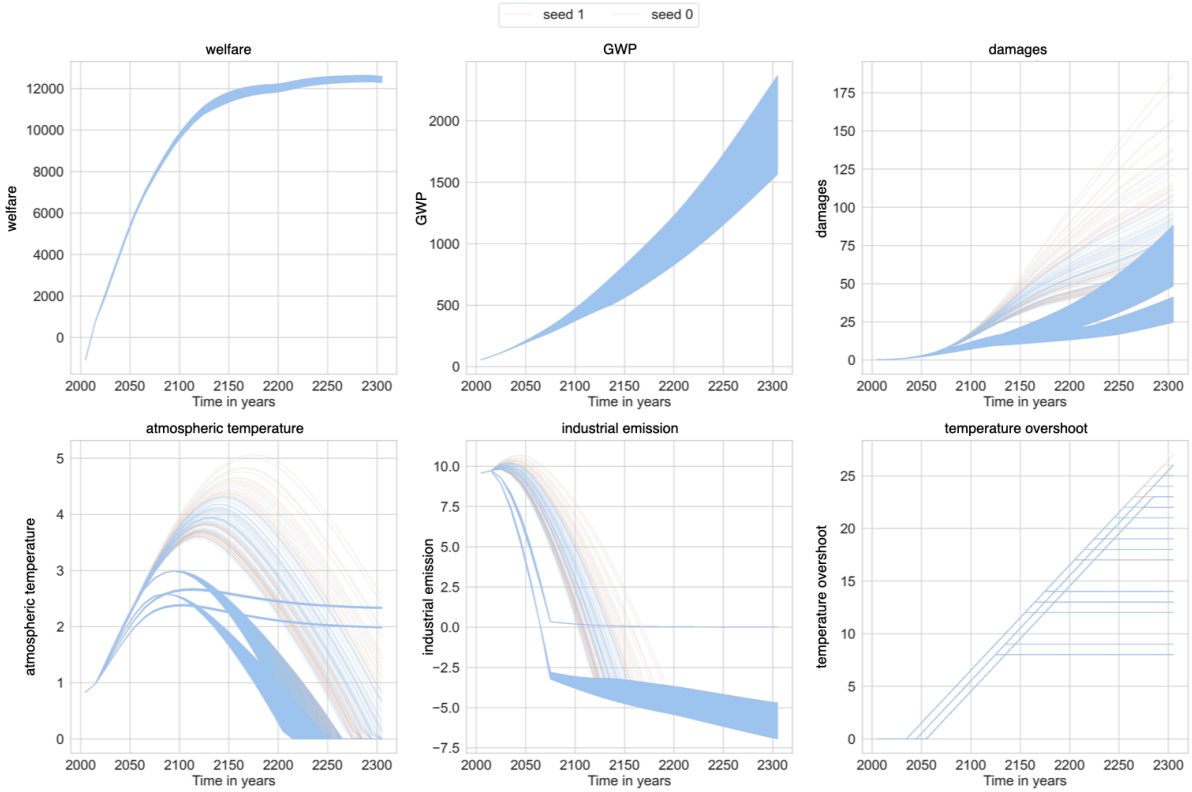 seed 1 seed 0
welfare
welfare
12000
10000
8000
6000
4000
2000
0
2000 2050 2100 2150 2200 2250 2300
Time in years
GWP
GWP
2000
1500
1000
500
0
2000 2050 2100 2150 2200 2250 2300
Time in years
damages
damages
175
150
125
100
75
50
25
0
2000 2050 2100 2150 2200 2250 2300
Time in years
atmospheric temperature
atmospheric temperature
5
4
3
2
1
0
2000 2050 2100 2150 2200 2250 2300
Time in years
industrial emission
industrial emission
10.0
7.5
5.0
2.5
0.0
−2.5
−5.0
−7.5
2000 2050 2100 2150 2200 2250 2300
Time in years
temperature overshoot
temperature overshoot
25
20
15
10
5
0
2000 2050 2100 2150 2200 2250 2300
Time in years